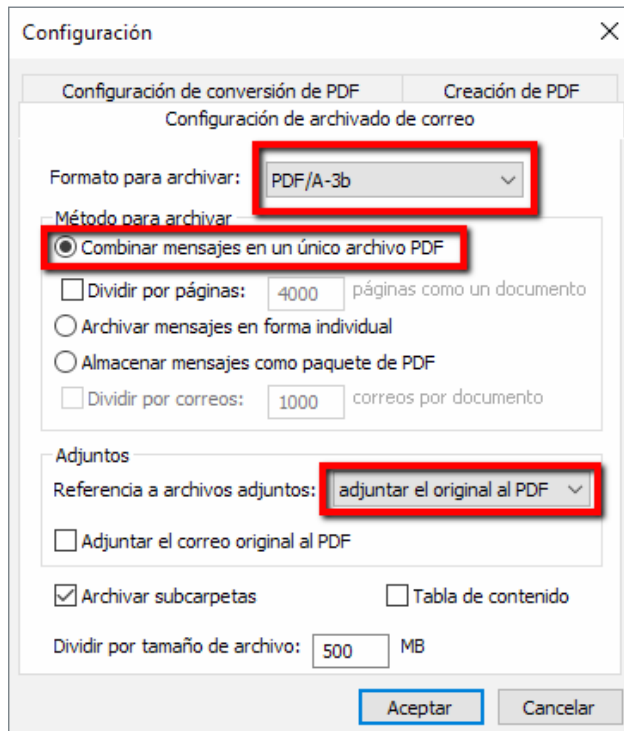 Configuración
Configuración de conversión de PDF Creación de PDF
Configuración de archivado de correo
Formato para archivar: PDF/A-3b
Método para archivar
Combinar mensajes en un único archivo PDF
Dividir por páginas: 4000 páginas como un documento
Archivar mensajes en forma individual
Almacenar mensajes como paquete de PDF
Dividir por correos: 1000 correos por documento
Adjuntos
Referencia a archivos adjuntos: adjuntar el original al PDF
Adjuntar el correo original al PDF
Archivar subcarpetas Tabla de contenido
Dividir por tamaño de archivo: 500 MB
Aceptar Cancelar